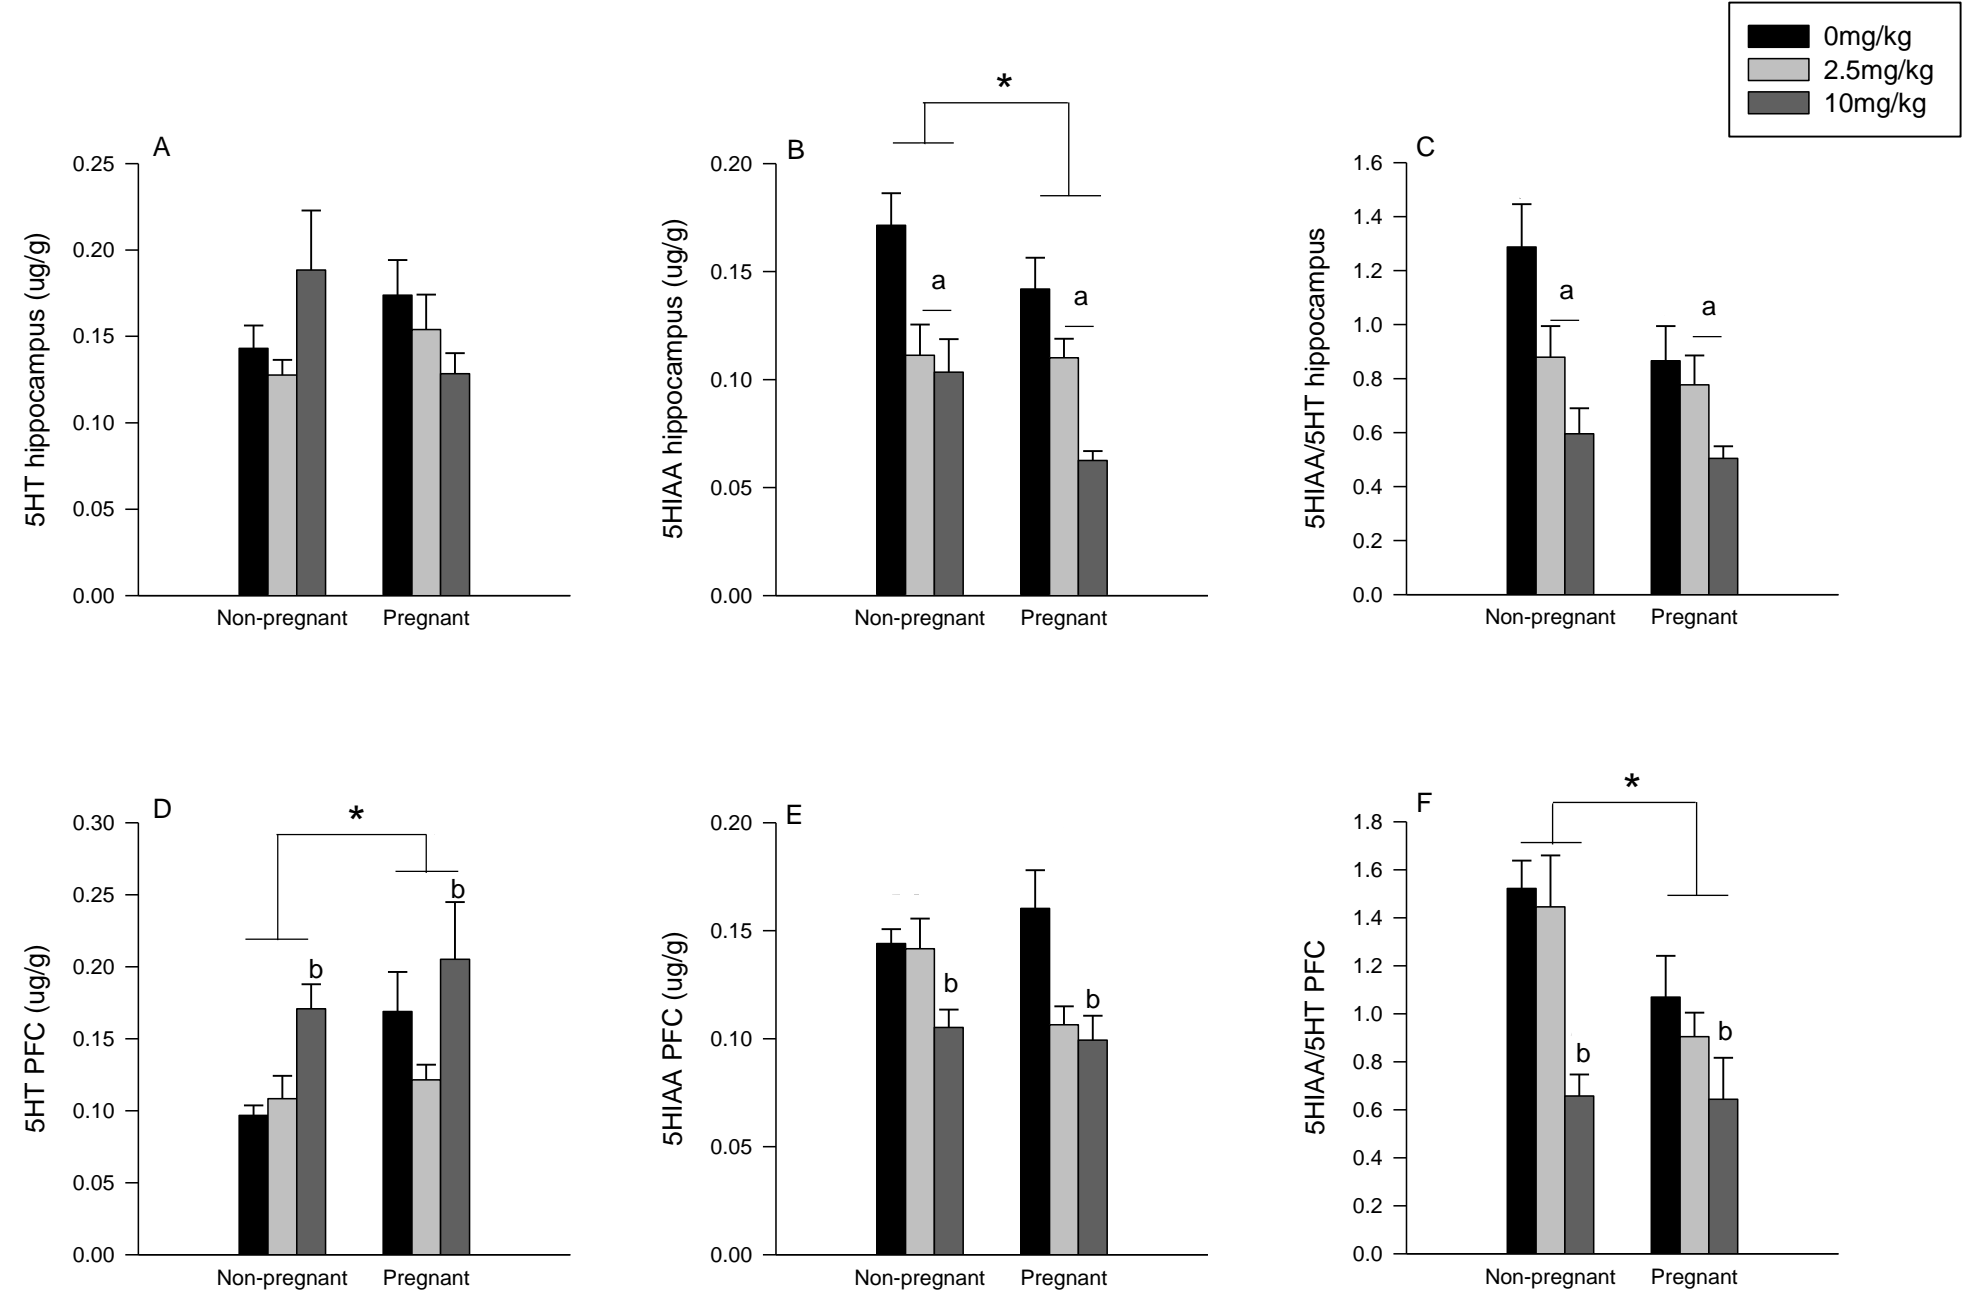 0mg/kg
2.5mg/kg
10mg/kg
A
5HT hippocampus (ug/g)
0.25
0.20
0.15
0.10
0.05
0.00
Non-pregnant Pregnant
B
*
5HIAA hippocampus (ug/g)
0.20
0.15
0.10
0.05
0.00
a
a
Non-pregnant Pregnant
C
5HIAA/5HT hippocampus
1.6
1.4
1.2
1.0
0.8
0.6
0.4
0.2
0.0
a
a
Non-pregnant Pregnant
D
*
5HT PFC (ug/g)
0.30
0.25
0.20
0.15
0.10
0.05
0.00
b
b
Non-pregnant Pregnant
E
5HIAA PFC (ug/g)
0.20
0.15
0.10
0.05
0.00
b
b
Non-pregnant Pregnant
F
*
5HIAA/5HT PFC
1.8
1.6
1.4
1.2
1.0
0.8
0.6
0.4
0.2
0.0
b
b
Non-pregnant Pregnant